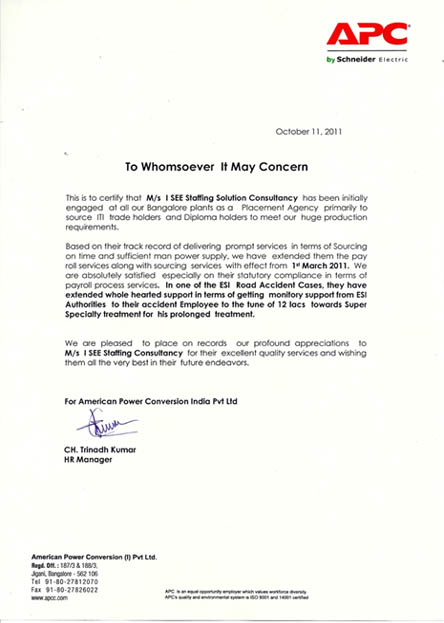 APC
by Schneider Electric
October 11, 2011
To Whomsoever It May Concern
This is to certify that M/s I SEE Staffing Solution Consultancy has been initially
engaged at all our Bangalore plants as a Placement Agency primarily to
source ITI trade holders and Diploma holders to meet our huge production
requirements.
Based on their track record of delivering prompt services in terms of Sourcing
on time and sufficient man power supply, we have extended them the pay
roll services along with sourcing services with effect from 1st March 2011. We
are absolutely satisfied especially on their statutory compliance in terms of
payroll process services. In one of the ESI Road Accident Cases, they have
extended whole hearted support in terms of getting monitory support from ESI
Authorities to their accident Employee to the tune of 12 lacs towards Super
Specialty treatment for his prolonged treatment.
We are pleased to place on records our profound appreciations to
M/s I SEE Staffing Consultancy for their excellent quality services and wishing
them all the very best in their future endeavors.
For American Power Conversion India Pvt Ltd
CH. Trinadh Kumar
HR Manager
American Power Conversion (I) Pvt Ltd.
Regd. Off. : 187/3 & 188/3,
Jigani, Bangalore - 562 106
Tel 91-80-27812070
Fax 91-80-27826022
www.apcc.com
APC is an equal opportunity employer which values workforce diversity.
APC's quality and environmental system is ISO 9001 and 14001 certified